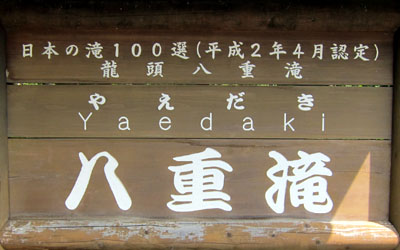 日本の滝１００選(平成２年４月認定)
龍頭八重滝
やえだき
Yaedaki
八重滝